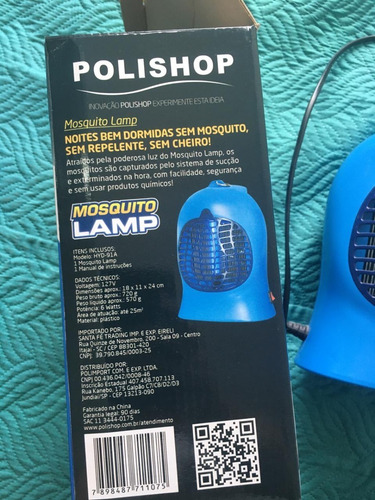 POLISHOP
INOVAÇÃO POLISHOP EXPERIMENTE ESTA IDEIA
Mosquito Lamp
NOITES BEM DORMIDAS SEM MOSQUITO,
SEM REPELENTE, SEM CHEIRO!
Atraídos pela poderosa luz do Mosquito Lamp, os
mosquitos são capturados pelo sistema de sucção
e exterminados na hora, com facilidade, segurança
e sem usar produtos químicos!
MOSQUITO
LAMP
ITENS INCLUSOS:
Modelo: HYD-91A
1 Mosquito Lamp
1 Manual de instruções
DADOS TÉCNICOS:
Voltagem: 127V
Dimensões aprox.: 18 x 11 x 24 cm
Peso bruto aprox.: 720 g
Peso líquido aprox.: 570 g
Potência: 6 Watts
Área de atuação: até 25m²
Material: plástico
IMPORTADO POR:
SANTA FÉ TRADING IMP. E EXP. EIRELI
Rua Quinze de Novembro, 200 - Sala 09 - Centro
Itajaí - SC / CEP 88301-420
CNPJ: 39.790.845/0003-25
DISTRIBUÍDO POR:
POLIMPORT COM. E EXP. LTDA.
CNPJ 00.436.042/0008-46
Inscrição Estadual 407.458.707.113
Rua Kanebo, 175 Galpão C7/C8/D2/D3
Jundiaí/SP - CEP 13213-090
Fabricado na China
Garantia legal: 90 dias
SAC 11 3444-0175
www.polishop.com.br/atendimento
7 898487 711075